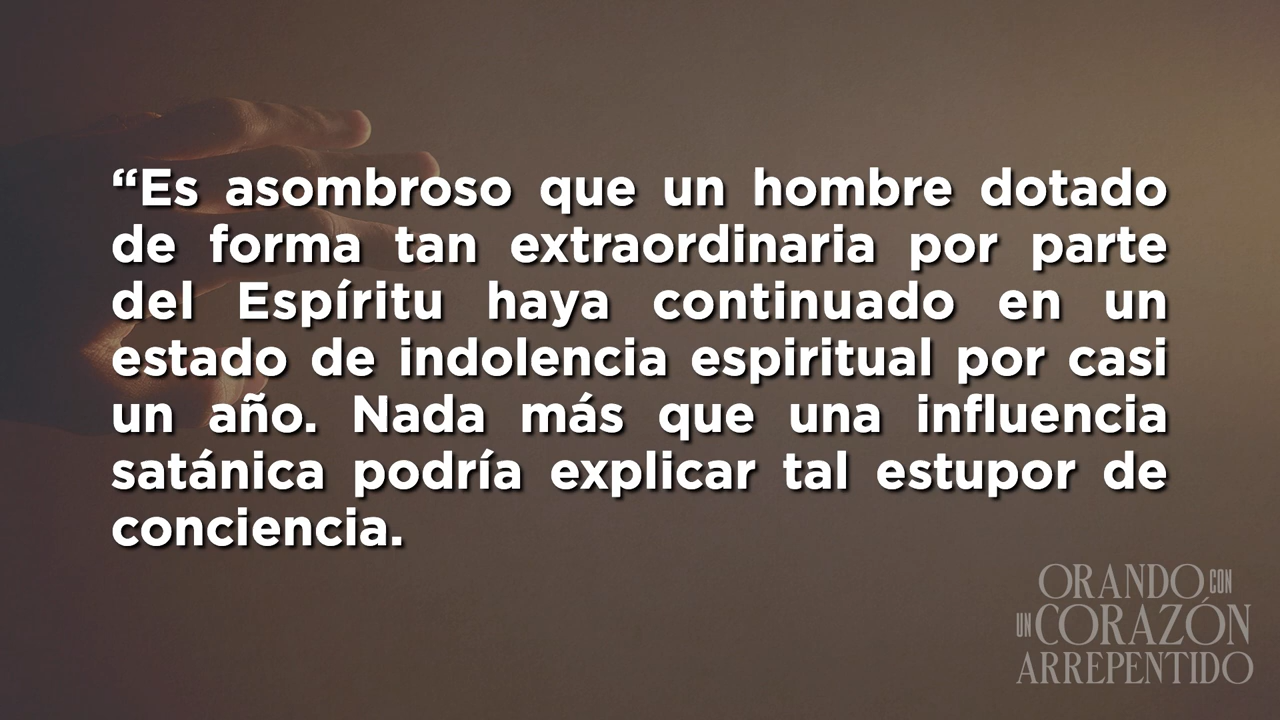 “Es asombroso que un hombre dotado
de forma tan extraordinaria por parte
del Espíritu haya continuado en un
estado de indolencia espiritual por casi
un año. Nada más que una influencia
satánica podría explicar tal estupor de
conciencia.
ORANDO CON
UN CORAZÓN
ARREPENTIDO